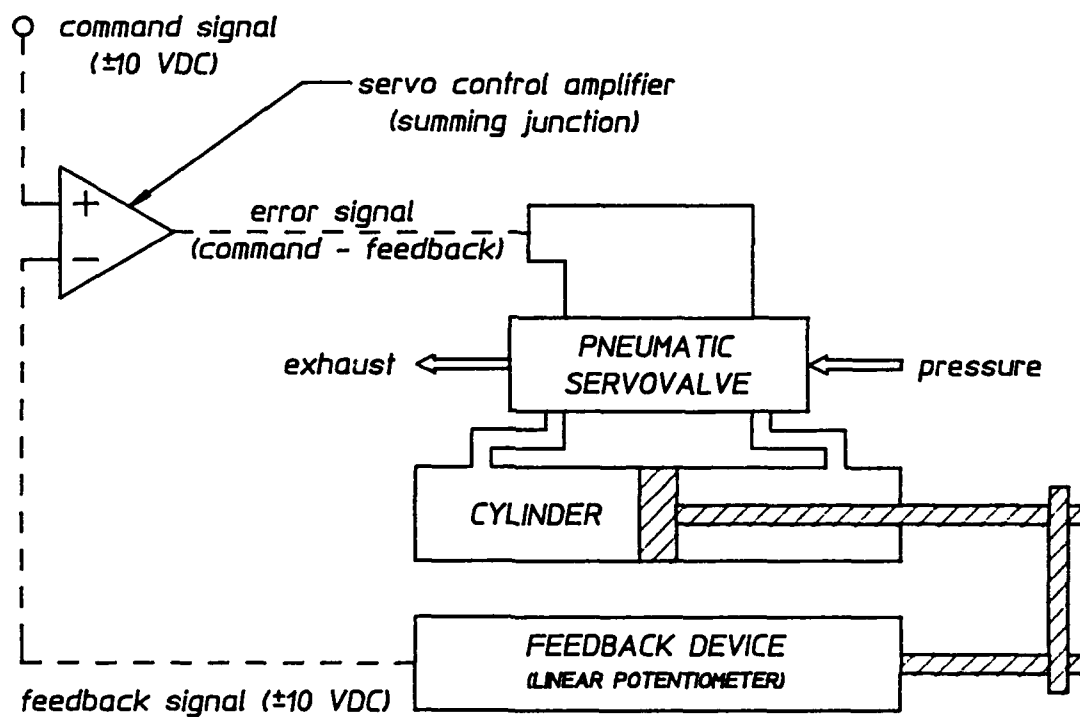 command signal
(±10 VDC)
servo control amplifier
(summing junction)
+
−
error signal
(command - feedback)
PNEUMATIC
SERVOVALVE
exhaust
pressure
CYLINDER
FEEDBACK DEVICE
(LINEAR POTENTIOMETER)
feedback signal (±10 VDC)